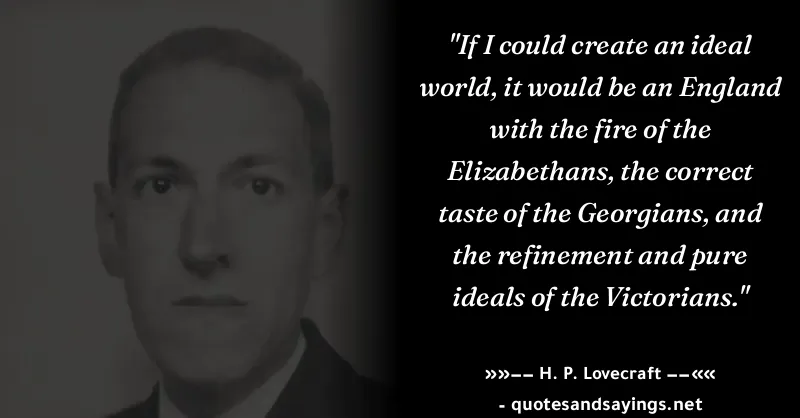 "If I could create an ideal
world, it would be an England
with the fire of the
Elizabethans, the correct
taste of the Georgians, and
the refinement and pure
ideals of the Victorians."
»»−− H. P. Lovecraft −−««
- quotesandsayings.net